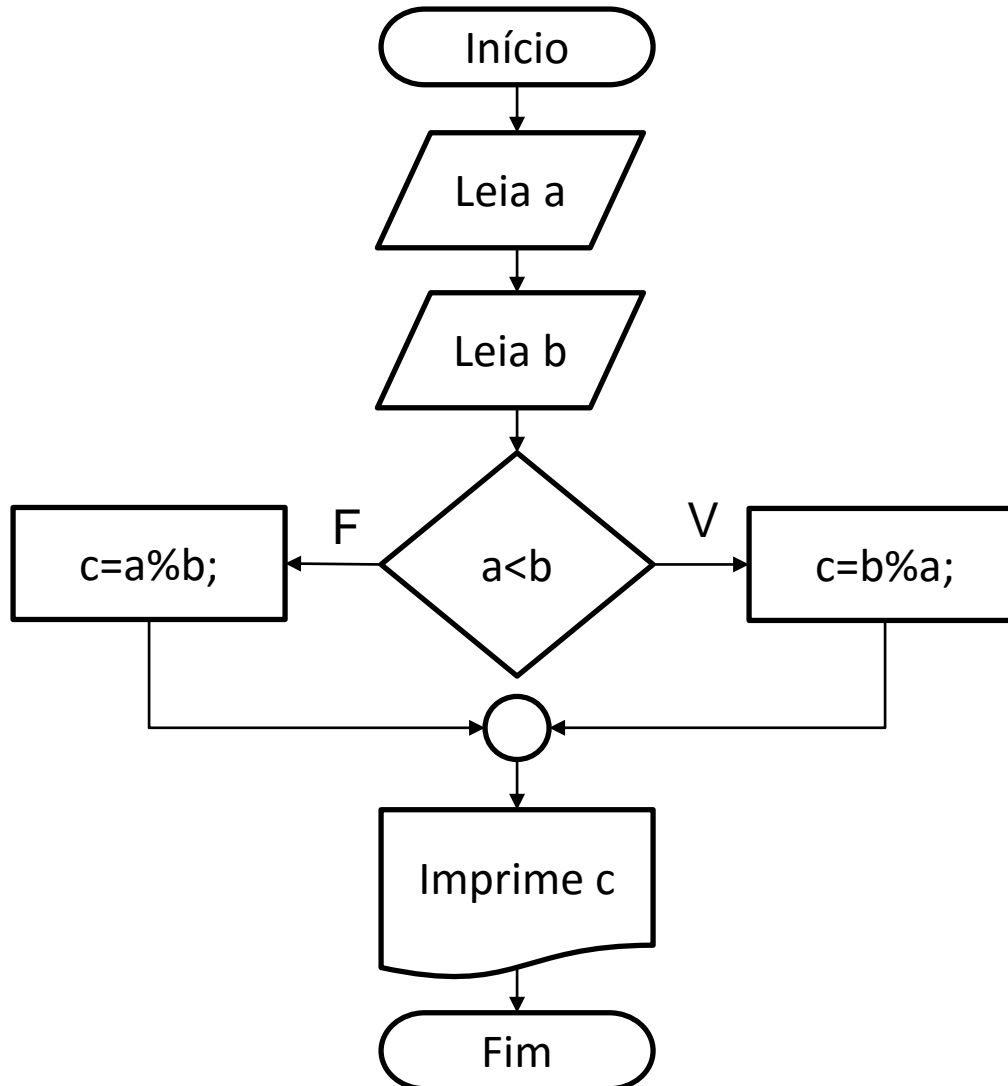 Início
Leia a
Leia b
F
V
c=a%b;
a<b
c=b%a;
Imprime c
Fim